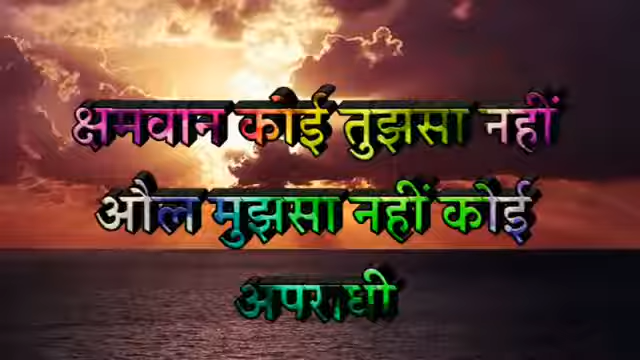 क्षमवान कोई तुझसा नहीं
औल मुझसा नहीं कोई
अपराधी